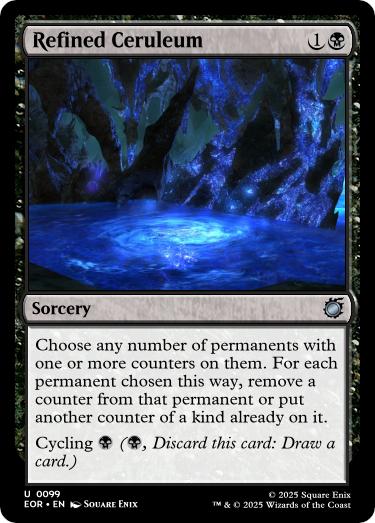 Refined Ceruleum 1
Sorcery
Choose any number of permanents with
one or more counters on them. For each
permanent chosen this way, remove a
counter from that permanent or put
another counter of a kind already on it.
Cycling (, Discard this card: Draw a
card.)
U 0099
EOR • EN SQUARE ENIX
© 2025 Square Enix
™ & © 2025 Wizards of the Coast